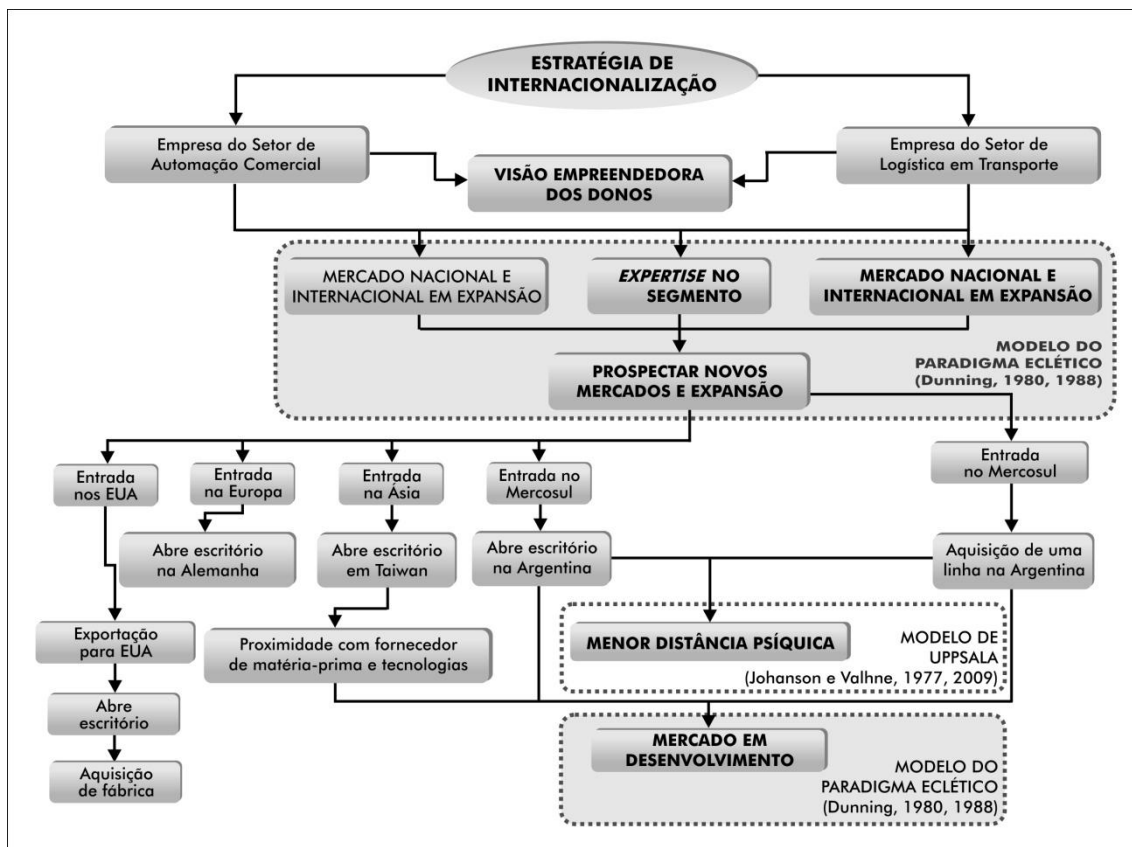 ESTRATÉGIA DE
INTERNACIONALIZAÇÃO
Empresa do Setor de
Automação Comercial
Empresa do Setor de
Logística em Transporte
VISÃO EMPREENDEDORA
DOS DONOS
MERCADO NACIONAL E
INTERNACIONAL EM EXPANSÃO
EXPERTISE NO
SEGMENTO
MERCADO NACIONAL E
INTERNACIONAL EM EXPANSÃO
MODELO DO
PARADIGMA ECLÉTICO
(Dunning, 1980, 1988)
PROSPECTAR NOVOS
MERCADOS E EXPANSÃO
Entrada
nos EUA
Entrada
na Europa
Entrada
na Ásia
Entrada no
Mercosul
Entrada
no Mercosul
Abre escritório
na Alemanha
Abre escritório
em Taiwan
Abre escritório
na Argentina
Aquisição de uma
linha na Argentina
Exportação
para EUA
Proximidade com fornecedor
de matéria-prima e tecnologias
MENOR DISTÂNCIA PSÍQUICA
MODELO DE
UPPSALA
(Johanson e Valhne, 1977, 2009)
Abre
escritório
Aquisição
de fábrica
MERCADO EM
DESENVOLVIMENTO
MODELO DO
PARADIGMA ECLÉTICO
(Dunning, 1980, 1988)